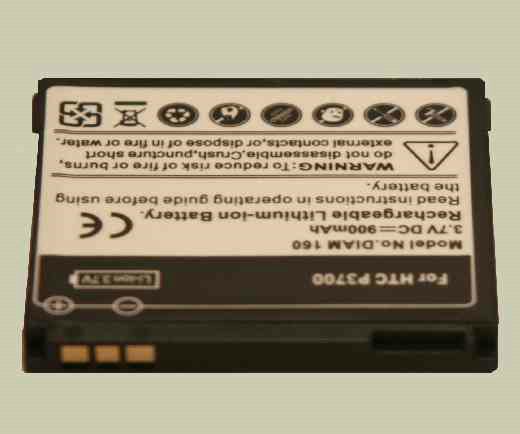 For HTC P3700
Li-ion 3.7V
Model No.DIAM 160
3.7V DC 900mAh
Rechargeable Lithium-ion Battery.
CE
Read instructions in operating guide before using
the battery.
WARNING:To reduce risk of fire or burns,
do not disassemble.Crush,puncture short
external contacts,or dispose of in fire or water.